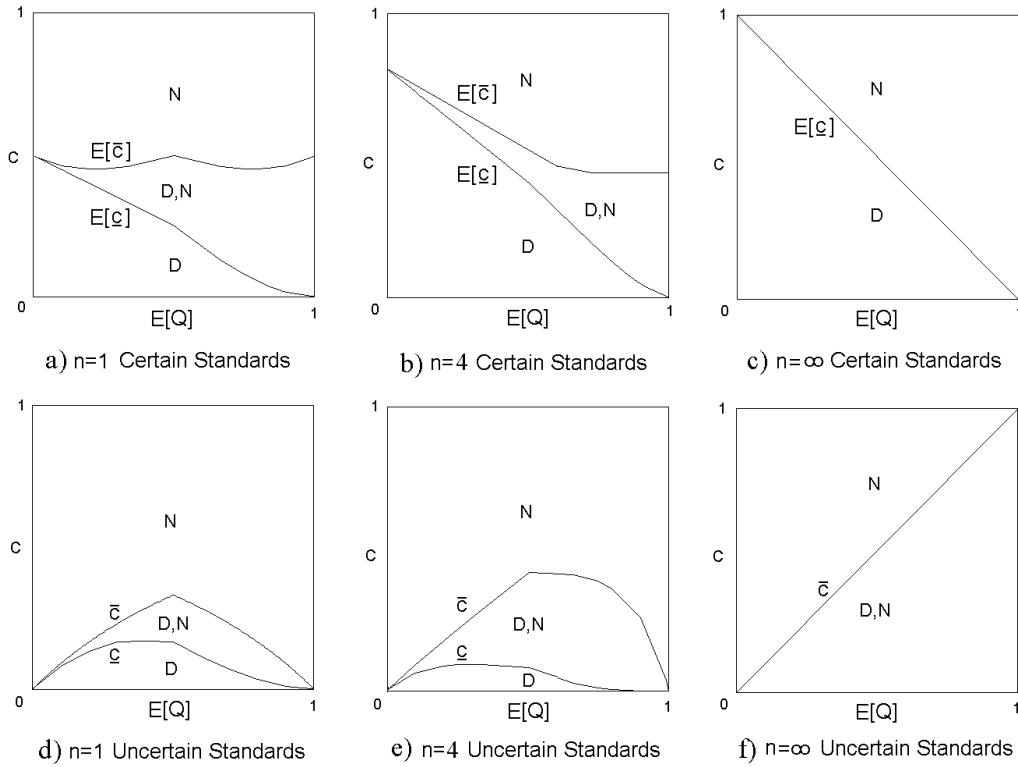 1
1
1
N
N
N
E[c̄]
E[c̄]
E[c̲]
c
c
c
D,N
E[c̲]
E[c̲]
D,N
D
D
D
0
E[Q]
1
0
E[Q]
1
0
E[Q]
1
a) n=1 Certain Standards
b) n=4 Certain Standards
c) n=∞ Certain Standards
1
1
1
N
N
N
c
c
c
c̄
c̄
c̄
D,N
D,N
D,N
c̲
c̲
D
D
0
E[Q]
1
0
E[Q]
1
0
E[Q]
1
d) n=1 Uncertain Standards
e) n=4 Uncertain Standards
f) n=∞ Uncertain Standards